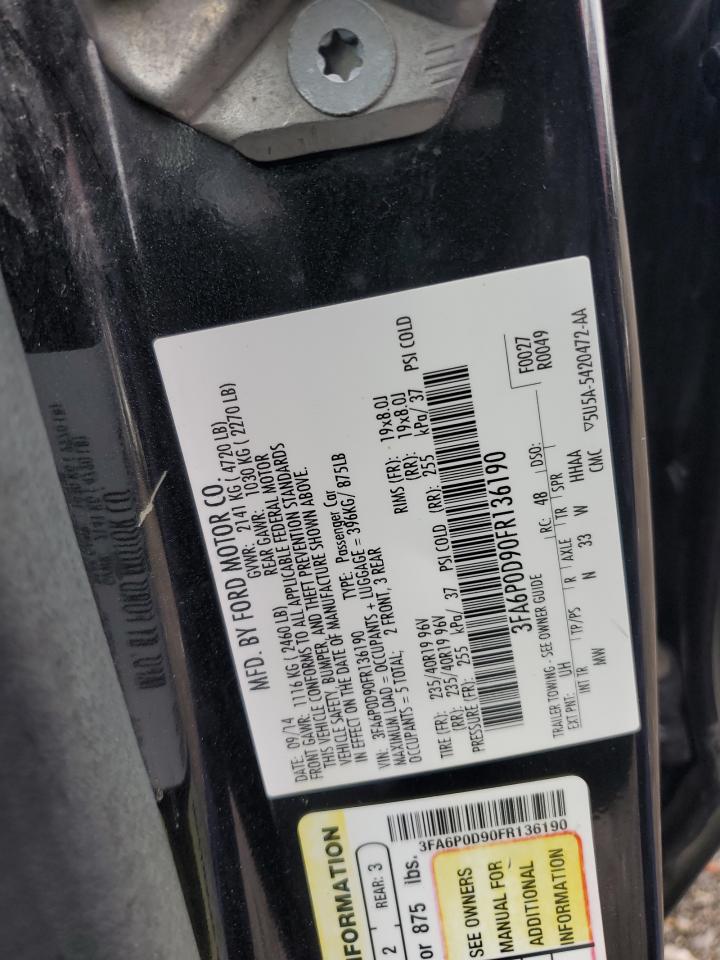 MFD. BY FORD MOTOR CO.
DATE: 09/14 GVWR: 2141 KG ( 4720 LB)
FRONT GAWR: 1116 KG ( 2460 LB) REAR GAWR: 1030 KG ( 2270 LB)
THIS VEHICLE CONFORMS TO ALL APPLICABLE FEDERAL MOTOR
VEHICLE SAFETY, BUMPER, AND THEFT PREVENTION STANDARDS
IN EFFECT ON THE DATE OF MANUFACTURE SHOWN ABOVE.
VIN: 3FA6P0D90FR136190 TYPE: Passenger Car
MAXIMUM LOAD = OCCUPANTS + LUGGAGE = 396KG/ 875LB
OCCUPANTS = 5 TOTAL; 2 FRONT, 3 REAR
TIRE (FR): 235/40R19 96V RIMS (FR): 19x8.0J
(RR): 235/40R19 96V (RR): 19x8.0J
PRESSURE (FR): 255 kPa/ 37 PSI COLD (RR): 255 kPa/ 37 PSI COLD
3FA6P0D90FR136190
F0027
R0049
TRAILER TOWING - SEE OWNER GUIDE
EXT PNT: UH RC: 48 DSO:
INT TR TP/PS R AXLE TR SPR
MW N 33 W HHAA
CMC
▽5U5A-5420472-AA
INFORMATION
2 REAR: 3
or 875 lbs.
3FA6P0D90FR136190
SEE OWNERS
MANUAL FOR
ADDITIONAL
INFORMATION